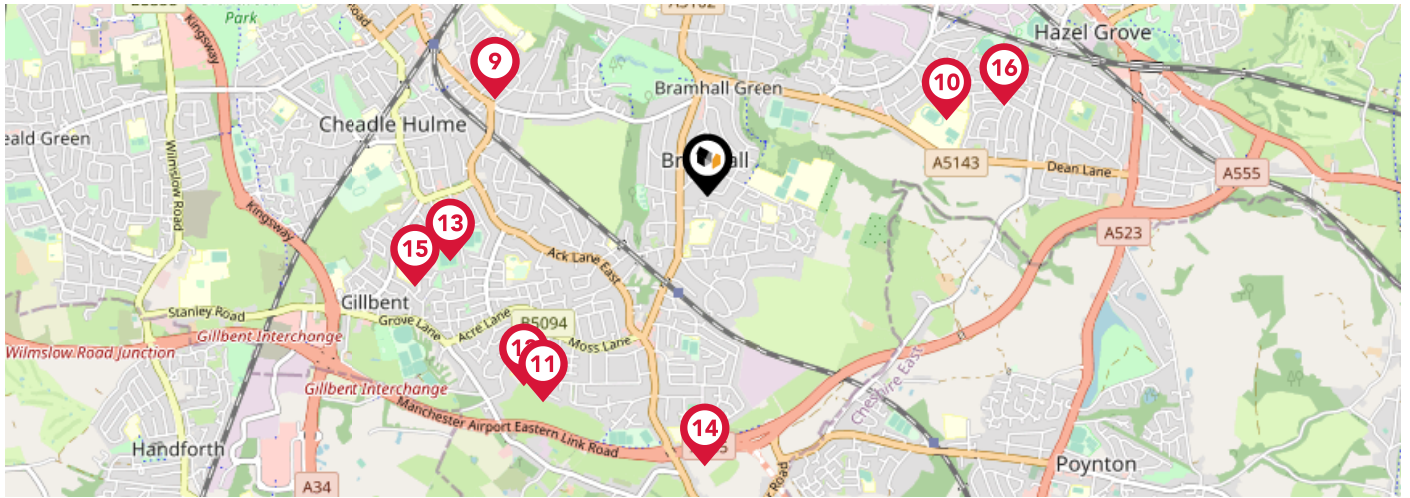 Park
Kingsway
Hazel Grove
9
16
10
Bramhall Green
Cheadle Hulme
eald Green
A5143
Dean Lane
A555
Wilmslow Road
Kingsway
13
A523
15
Ack Lane East
Gillbent
Stanley Road
Grove Lane
Acre Lane
B5094
Gillbent Interchange
Moss Lane
Wilmslow Road Junction
11
Gillbent Interchange
Cheshire East
Manchester Airport Eastern Link Road
14
Handforth
Poynton
A34